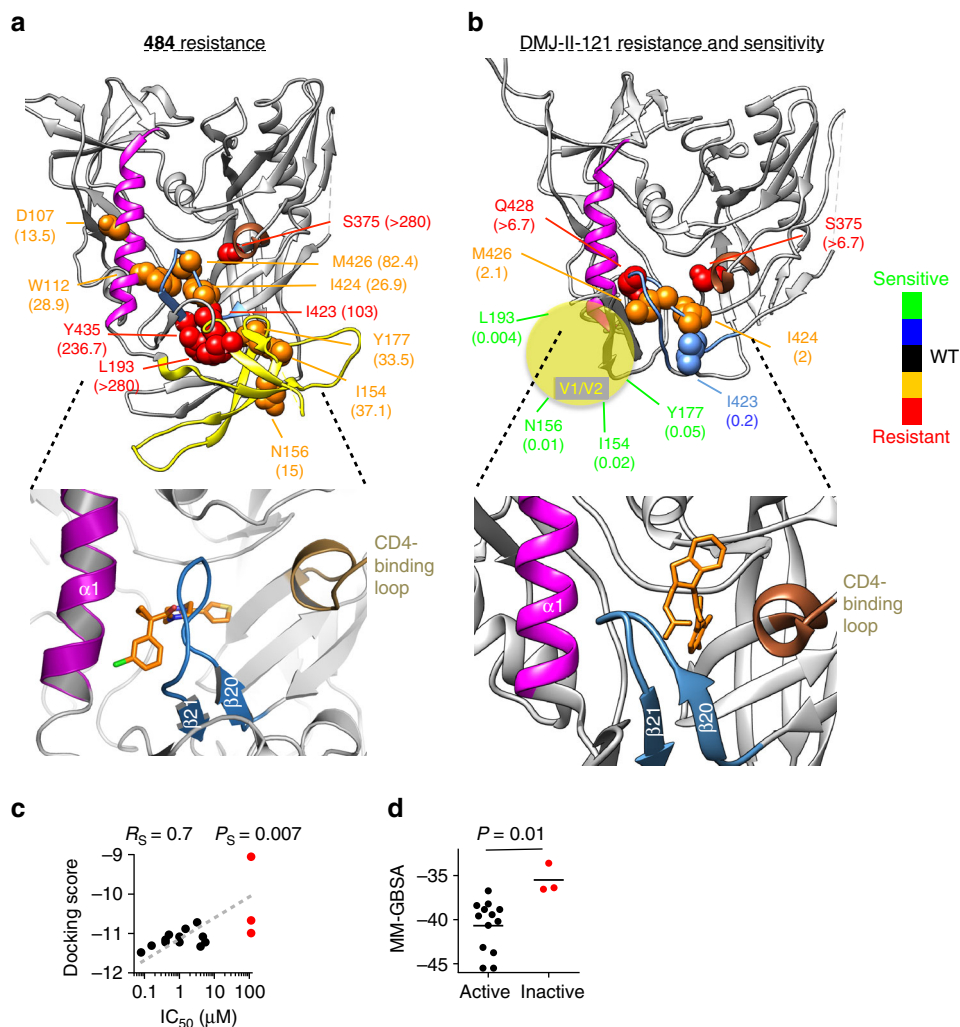 a
484 resistance
D107
(13.5)
W112
(28.9)
Y435
(236.7)
L193
(>280)
S375 (>280)
M426 (82.4)
I424 (26.9)
I423 (103)
Y177
(33.5)
I154
(37.1)
N156
(15)
α1
β21
β20
CD4-
binding
loop
b
DMJ-II-121 resistance and sensitivity
Q428
(>6.7)
M426
(2.1)
L193
(0.004)
V1/V2
N156
(0.01)
I154
(0.02)
Y177
(0.05)
I423
(0.2)
I424
(2)
S375
(>6.7)
Sensitive
WT
Resistant
α1
β21
β20
CD4-
binding
loop
c
RS = 0.7 PS = 0.007
Docking score
−9
−10
−11
−12
0.1 1 10 100
IC50 (μM)
d
P = 0.01
MM-GBSA
−35
−40
−45
Active Inactive